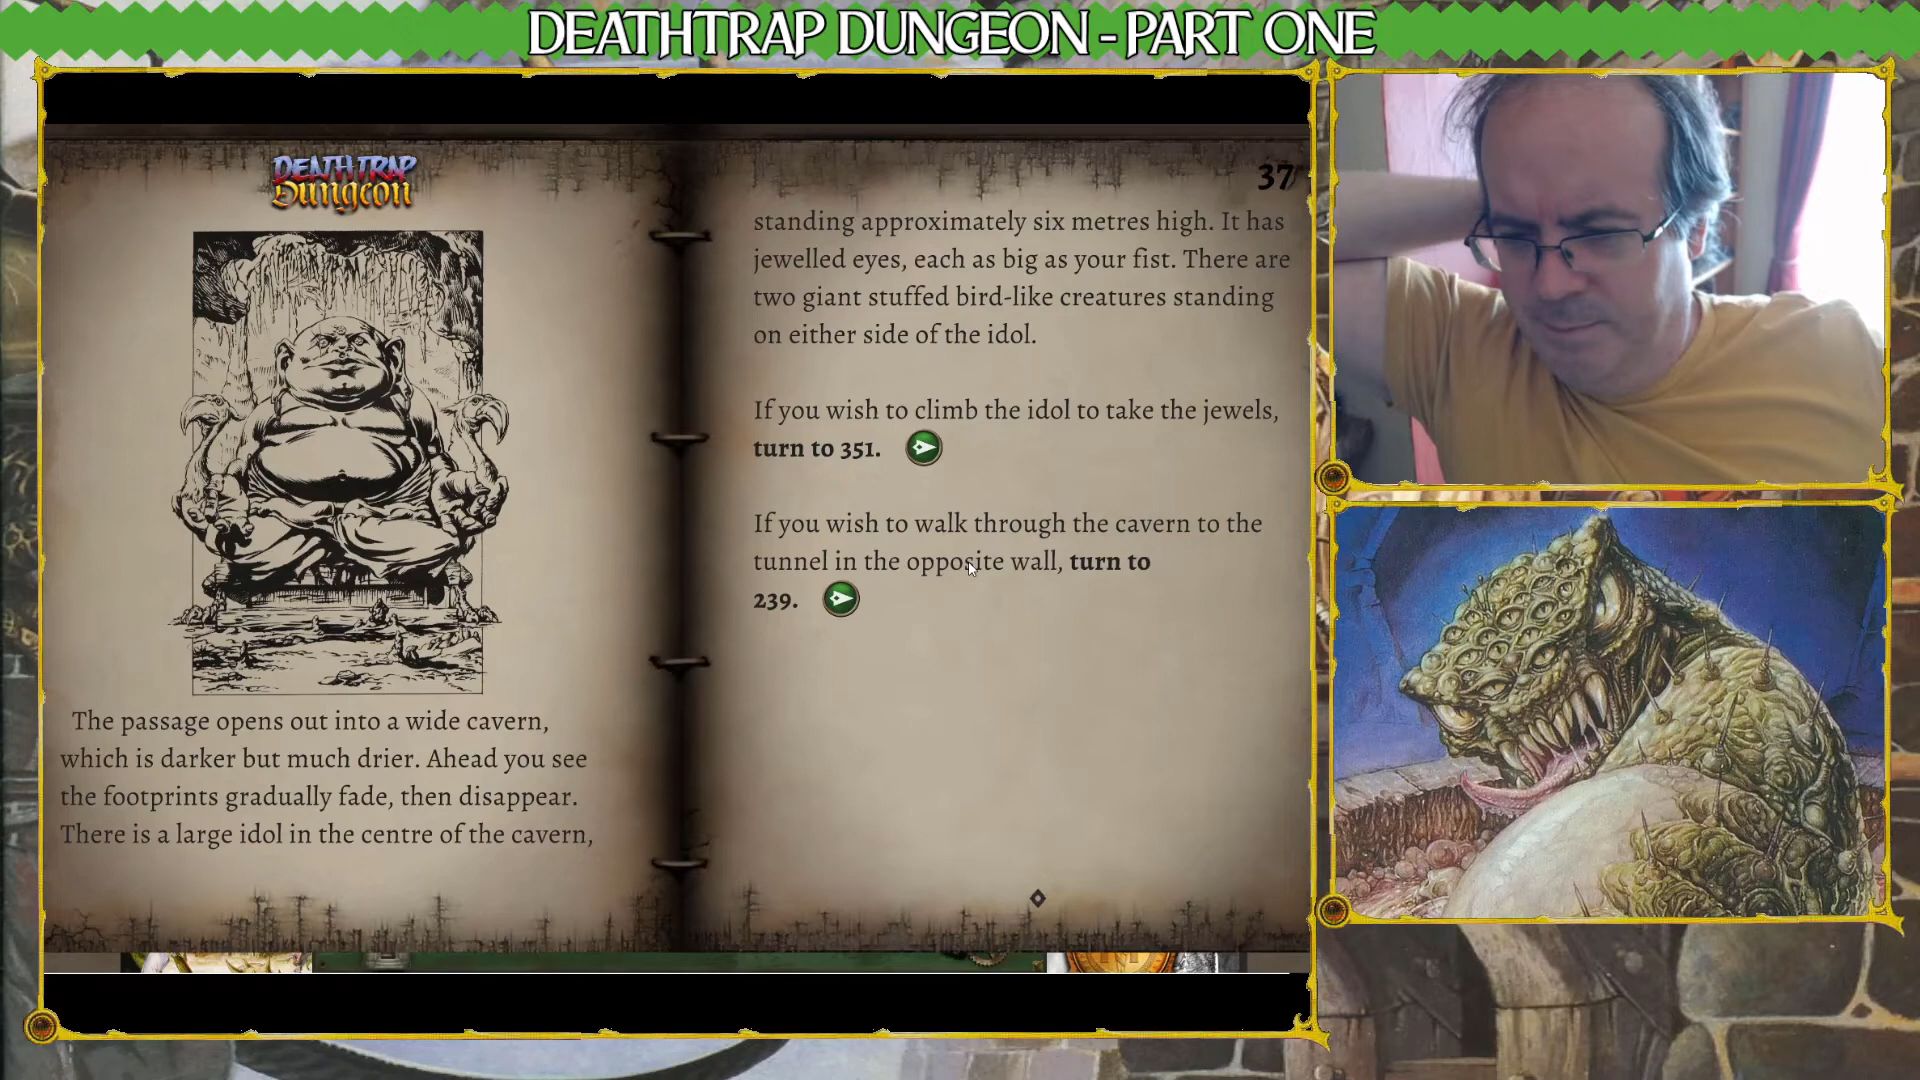 DEATHTRAP DUNGEON - PART ONE
DEATHTRAP
Dungeon
The passage opens out into a wide cavern,
which is darker but much drier. Ahead you see
the footprints gradually fade, then disappear.
There is a large idol in the centre of the cavern,
37
standing approximately six metres high. It has
jewelled eyes, each as big as your fist. There are
two giant stuffed bird-like creatures standing
on either side of the idol.
If you wish to climb the idol to take the jewels,
turn to 351.
If you wish to walk through the cavern to the
tunnel in the opposite wall, turn to
239.